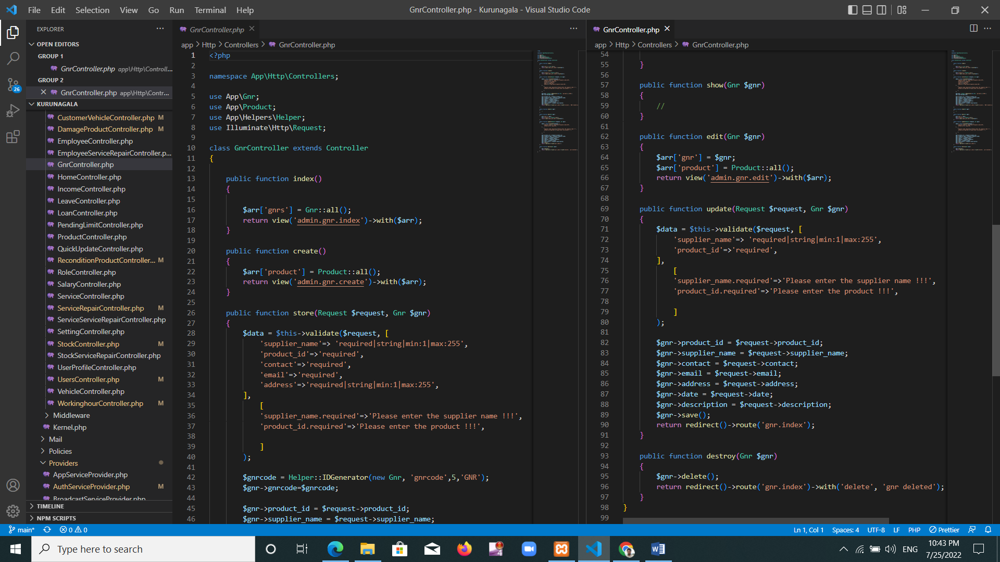 File Edit Selection View Go Run Terminal Help
GnrController.php - Kurunagala - Visual Studio Code
EXPLORER
OPEN EDITORS
GROUP 1
GnrController.php app\Http\Controll...
GROUP 2
GnrController.php app\Http\Contr...
KURUNAGALA
CustomerVehicleController.php M
DamageProductController.php M
EmployeeController.php
EmployeeServiceRepairController.p...
GnrController.php
HomeController.php
IncomeController.php
LeaveController.php
LoanController.php
PendingLimitController.php
ProductController.php
QuickUpdateController.php
ReconditionProductController... M
RoleController.php
SalaryController.php
ServiceController.php
ServiceRepairController.php M
ServiceServiceRepairController.php
SettingController.php
StockController.php M
StockServiceRepairController.php
UserProfileController.php
UsersController.php M
VehicleController.php
WorkinghourController.php M
Middleware
Kernel.php
Mail
Policies
Providers
AppServiceProvider.php
AuthServiceProvider.php M
BroadcastServiceProvider.php
TIMELINE
NPM SCRIPTS
26
GnrController.php
app > Http > Controllers > GnrController.php
1 <?php
2
3 namespace App\Http\Controllers;
4
5 use App\Gnr;
6 use App\Product;
7 use App\Helpers\Helper;
8 use Illuminate\Http\Request;
9
10 class GnrController extends Controller
11 {
12
13 public function index()
14 {
15
16 $arr['gnrs'] = Gnr::all();
17 return view('admin.gnr.index')->with($arr);
18 }
19
20 public function create()
21 {
22 $arr['product'] = Product::all();
23 return view('admin.gnr.create')->with($arr);
24 }
25
26 public function store(Request $request, Gnr $gnr)
27 {
28 $data = $this->validate($request, [
29 'supplier_name'=> 'required|string|min:1|max:255',
30 'product_id'=>'required',
31 'contact'=>'required',
32 'email'=>'required',
33 'address'=>'required|string|min:1|max:255',
34 ],
35 [
36 'supplier_name.required'=>'Please enter the supplier name !!!',
37 'product_id.required'=>'Please enter the product !!!',
38
39 ]
40 );
41
42 $gnrcode = Helper::IDGenerator(new Gnr, 'gnrcode',5,'GNR');
43 $gnr->gnrcode=$gnrcode;
44
45 $gnr->product_id = $request->product_id;
46 $gnr->supplier_name = $request->supplier_name;
GnrController.php
app > Http > Controllers > GnrController.php
54
55 }
56
57 public function show(Gnr $gnr)
58 {
59 //
60 }
61
62 public function edit(Gnr $gnr)
63 {
64 $arr['gnr'] = $gnr;
65 $arr['product'] = Product::all();
66 return view('admin.gnr.edit')->with($arr);
67 }
68
69 public function update(Request $request, Gnr $gnr)
70 {
71 $data = $this->validate($request, [
72 'supplier_name'=> 'required|string|min:1|max:255',
73 'product_id'=>'required',
74 ],
75 [
76 'supplier_name.required'=>'Please enter the supplier name !!!',
77 'product_id.required'=>'Please enter the product !!!',
78
79 ]
80 );
81
82 $gnr->product_id = $request->product_id;
83 $gnr->supplier_name = $request->supplier_name;
84 $gnr->contact = $request->contact;
85 $gnr->email = $request->email;
86 $gnr->address = $request->address;
87 $gnr->date = $request->date;
88 $gnr->description = $request->description;
89 $gnr->save();
90 return redirect()->route('gnr.index');
91 }
92
93 public function destroy(Gnr $gnr)
94 {
95 $gnr->delete();
96 return redirect()->route('gnr.index')->with('delete', 'gnr deleted');
97 }
98 }
99
main* 0 0
Ln 1, Col 1 Spaces: 4 UTF-8 LF PHP Prettier
Type here to search
4
ENG
10:43 PM
7/25/2022